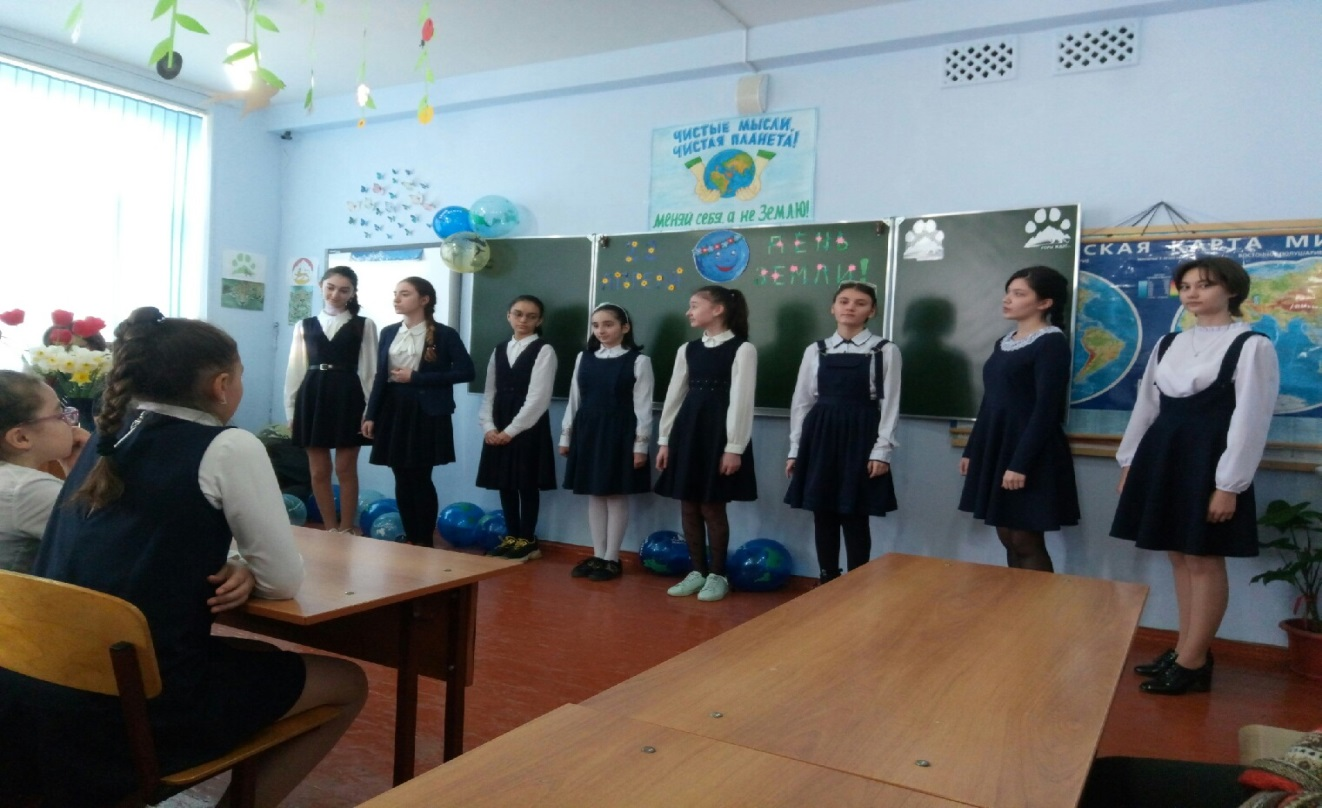 ЧИСТЫЕ МЫСЛИ,
ЧИСТАЯ ПЛАНЕТА!
МЕНЯЙ СЕБЯ, а не ЗЕМЛЮ!
ДЕНЬ
ЗЕМЛИ!
СКАЯ КАРТА МИ